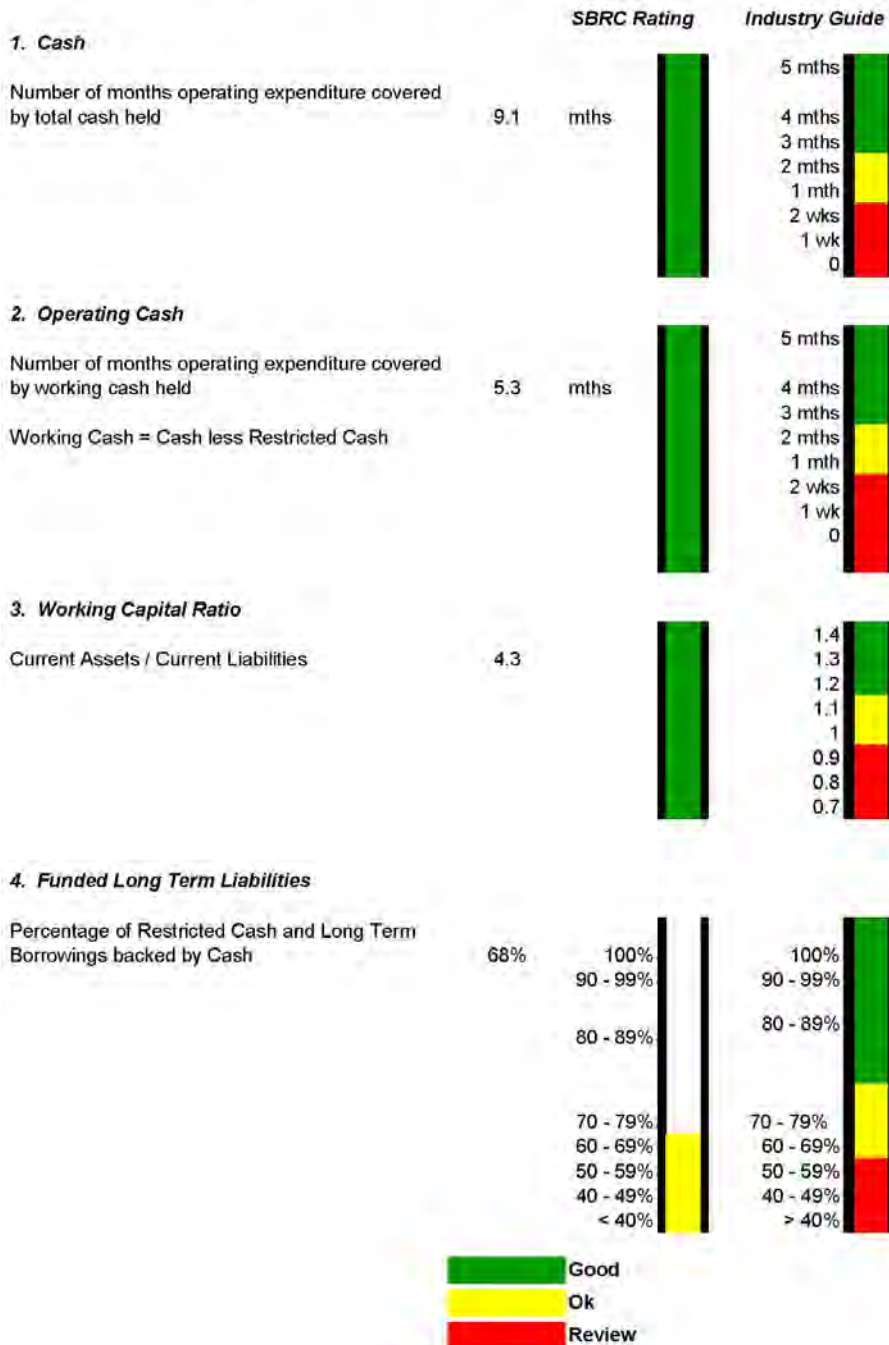 SBRC Rating Industry Guide
1. Cash
5 mths
Number of months operating expenditure covered
by total cash held 9.1 mths 4 mths
3 mths
2 mths
1 mth
2 wks
1 wk
0
2. Operating Cash
5 mths
Number of months operating expenditure covered
by working cash held 5.3 mths 4 mths
3 mths
Working Cash = Cash less Restricted Cash 2 mths
1 mth
2 wks
1 wk
0
3. Working Capital Ratio
1.4
Current Assets / Current Liabilities 4.3 1.3
1.2
1.1
1
0.9
0.8
0.7
4. Funded Long Term Liabilities
Percentage of Restricted Cash and Long Term
Borrowings backed by Cash 68% 100% 100%
90 - 99% 90 - 99%
80 - 89% 80 - 89%
70 - 79% 70 - 79%
60 - 69% 60 - 69%
50 - 59% 50 - 59%
40 - 49% 40 - 49%
< 40% > 40%
Good
Ok
Review